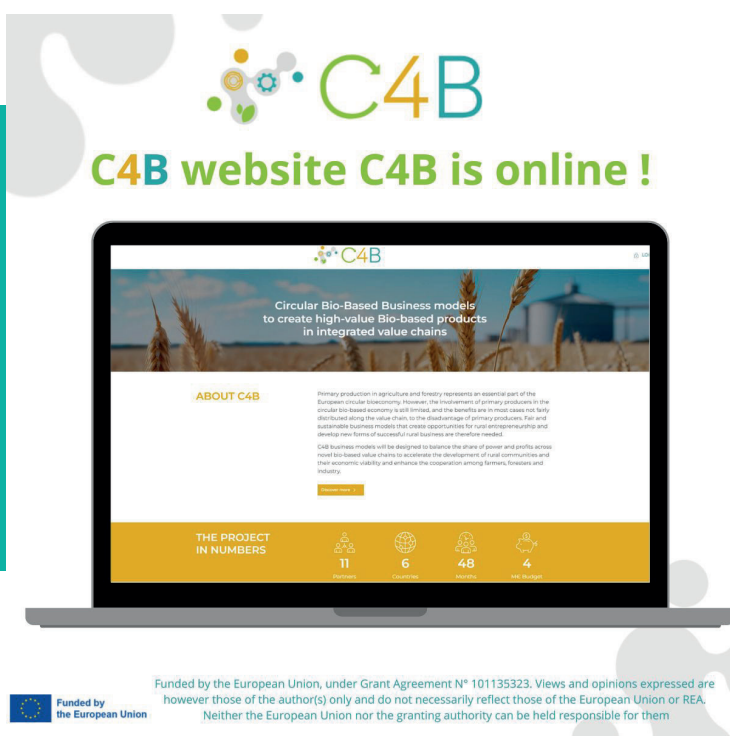 C4B
C4B website C4B is online !
C4B
Circular Bio-Based Business models
to create high-value Bio-based products
in integrated value chains
ABOUT C4B
Primary production in agriculture and forestry represents an essential part of the
European circular bioeconomy. However, the involvement of primary producers in the
circular bio-based economy is still limited, and the benefits are in most cases not fairly
distributed along the value chain, to the disadvantage of primary producers. Fair and
sustainable business models that create opportunities for rural entrepreneurship and
develop new forms of successful rural business are therefore needed.
C4B business models will be designed to balance the share of power and profits across
novel bio-based value chains to accelerate the development of rural communities and
their economic viability and enhance the cooperation among farmers, foresters and
industry.
Discover more >
THE PROJECT
IN NUMBERS
11 6 48 4
Partners Countries Months M€ Budget
Funded by
the European Union
Funded by the European Union, under Grant Agreement N° 101135323. Views and opinions expressed are
however those of the author(s) only and do not necessarily reflect those of the European Union or REA.
Neither the European Union nor the granting authority can be held responsible for them